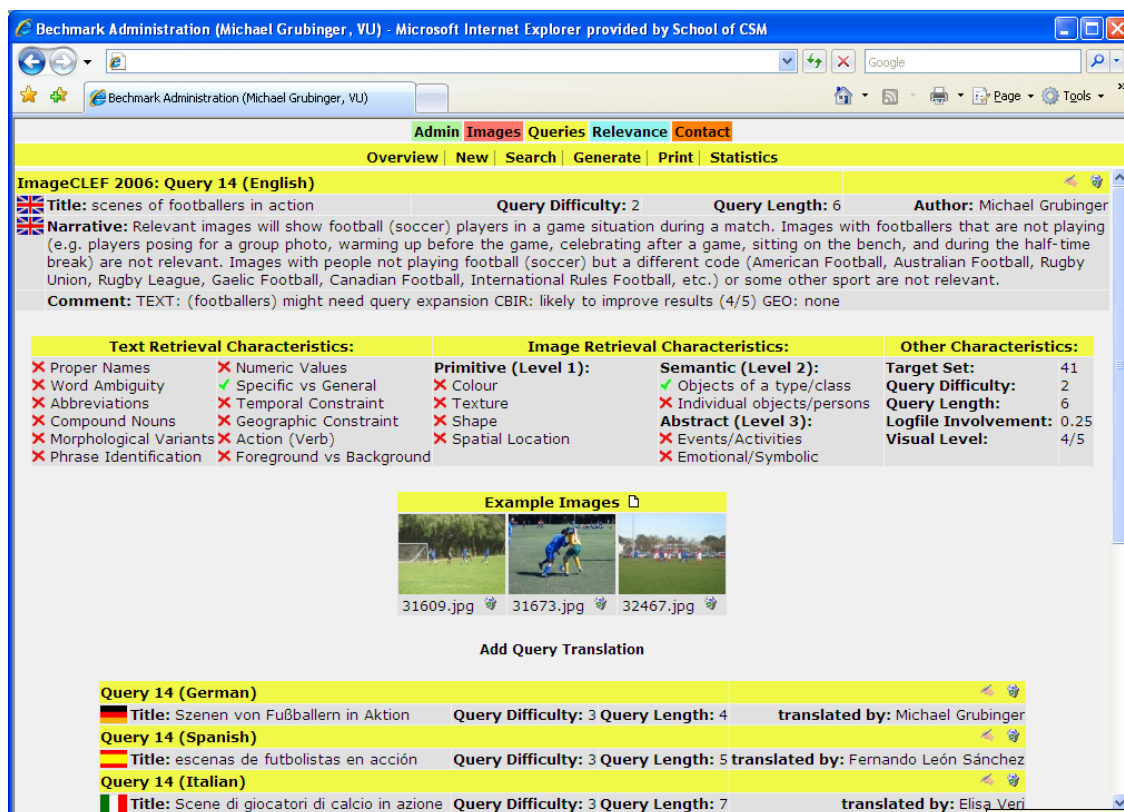 Bechmark Administration (Michael Grubinger, VU) - Microsoft Internet Explorer provided by School of CSM
Google
Bechmark Administration (Michael Grubinger, VU)
Page Tools »
Admin Images Queries Relevance Contact
Overview | New | Search | Generate | Print | Statistics
ImageCLEF 2006: Query 14 (English)
Title: scenes of footballers in action Query Difficulty: 2 Query Length: 6 Author: Michael Grubinger
Narrative: Relevant images will show football (soccer) players in a game situation during a match. Images with footballers that are not playing
(e.g. players posing for a group photo, warming up before the game, celebrating after a game, sitting on the bench, and during the half-time
break) are not relevant. Images with people not playing football (soccer) but a different code (American Football, Australian Football, Rugby
Union, Rugby League, Gaelic Football, Canadian Football, International Rules Football, etc.) or some other sport are not relevant.
Comment: TEXT: (footballers) might need query expansion CBIR: likely to improve results (4/5) GEO: none
Text Retrieval Characteristics: Image Retrieval Characteristics: Other Characteristics:
Proper Names Numeric Values Primitive (Level 1): Semantic (Level 2): Target Set: 41
Word Ambiguity Specific vs General Colour Objects of a type/class Query Difficulty: 2
Abbreviations Temporal Constraint Texture Individual objects/persons Query Length: 6
Compound Nouns Geographic Constraint Shape Abstract (Level 3): Logfile Involvement: 0.25
Morphological Variants Action (Verb) Spatial Location Events/Activities Visual Level: 4/5
Phrase Identification Foreground vs Background Emotional/Symbolic
Example Images
31609.jpg 31673.jpg 32467.jpg
Add Query Translation
Query 14 (German)
Title: Szenen von Fußballern in Aktion Query Difficulty: 3 Query Length: 4 translated by: Michael Grubinger
Query 14 (Spanish)
Title: escenas de futbolistas en acción Query Difficulty: 3 Query Length: 5 translated by: Fernando León Sánchez
Query 14 (Italian)
Title: Scene di giocatori di calcio in azione Query Difficulty: 3 Query Length: 7 translated by: Elisa Veri